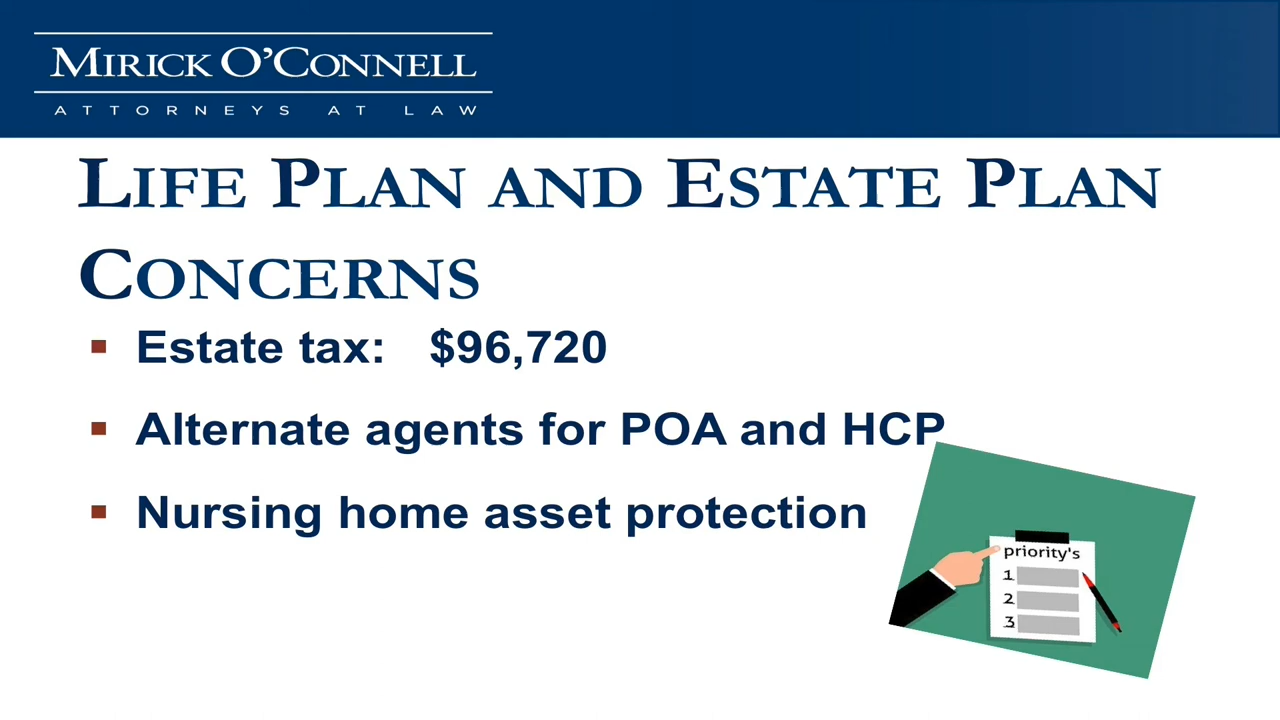 MIRICK O'CONNELL
ATTORNEYS AT LAW
LIFE PLAN AND ESTATE PLAN
CONCERNS
▪ Estate tax: $96,720
▪ Alternate agents for POA and HCP
▪ Nursing home asset protection
priority's
1
2
3